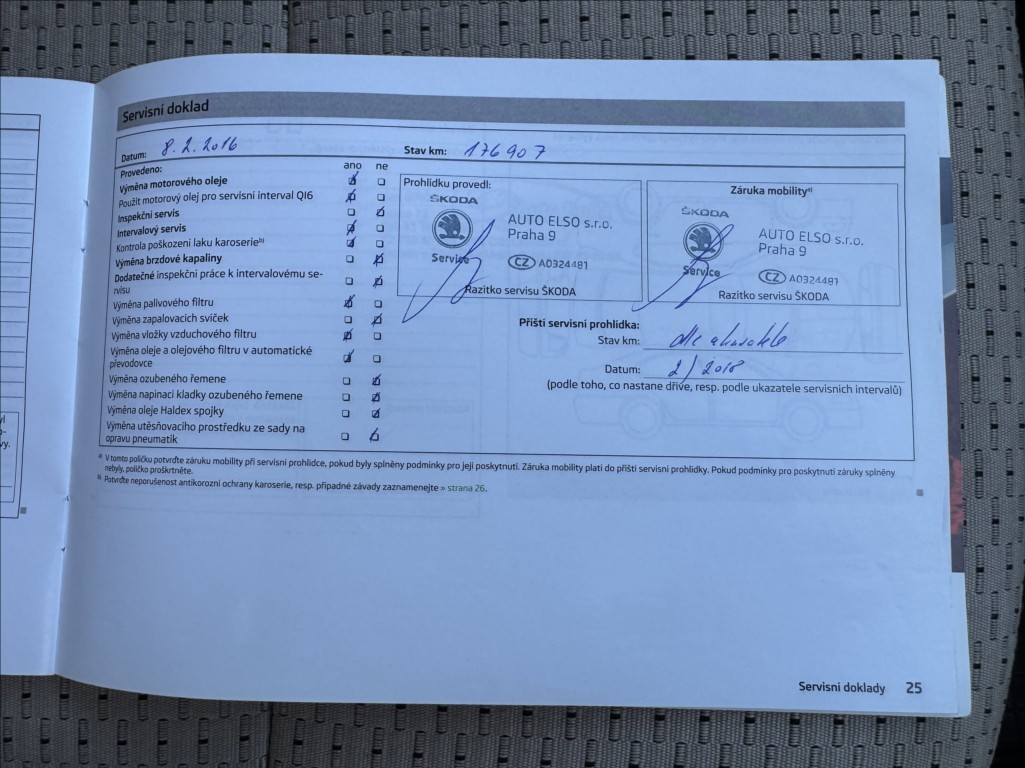 Servisní doklad
Datum: 8.2.2016 Stav km: 176907
Provedeno: ano ne
Výměna motorového oleje
Použit motorový olej pro servisní interval QI6
Inspekční servis
Intervalový servis
Kontrola poškození laku karoserieb)
Výměna brzdové kapaliny
Dodatečné inspekční práce k intervalovému se-
rvisu
Výměna palivového filtru
Výměna zapalovacích svíček
Výměna vložky vzduchového filtru
Výměna oleje a olejového filtru v automatické
převodovce
Výměna ozubeného řemene
Výměna napínací kladky ozubeného řemene
Výměna oleje Haldex spojky
Výměna utěsňovacího prostředku ze sady na
opravu pneumatik
Prohlídku provedl:
ŠKODA
Service
AUTO ELSO s.r.o.
Praha 9
CZ A0324481
Razítko servisu ŠKODA
Záruka mobilitya)
ŠKODA
Service
AUTO ELSO s.r.o.
Praha 9
CZ A0324481
Razítko servisu ŠKODA
Příští servisní prohlídka:
Stav km: dle
Datum: 2/2018
(podle toho, co nastane dříve, resp. podle ukazatele servisních intervalů)
a) V tomto políčku potvrďte záruku mobility při servisní prohlídce, pokud byly splněny podmínky pro její poskytnutí. Záruka mobility platí do příští servisní prohlídky. Pokud podmínky pro poskytnutí záruky splněny
nebyly, políčko proškrtněte.
b) Potvrďte neporušenost antikorozní ochrany karoserie, resp. případné závady zaznamenejte » strana 26.
Servisní doklady 25